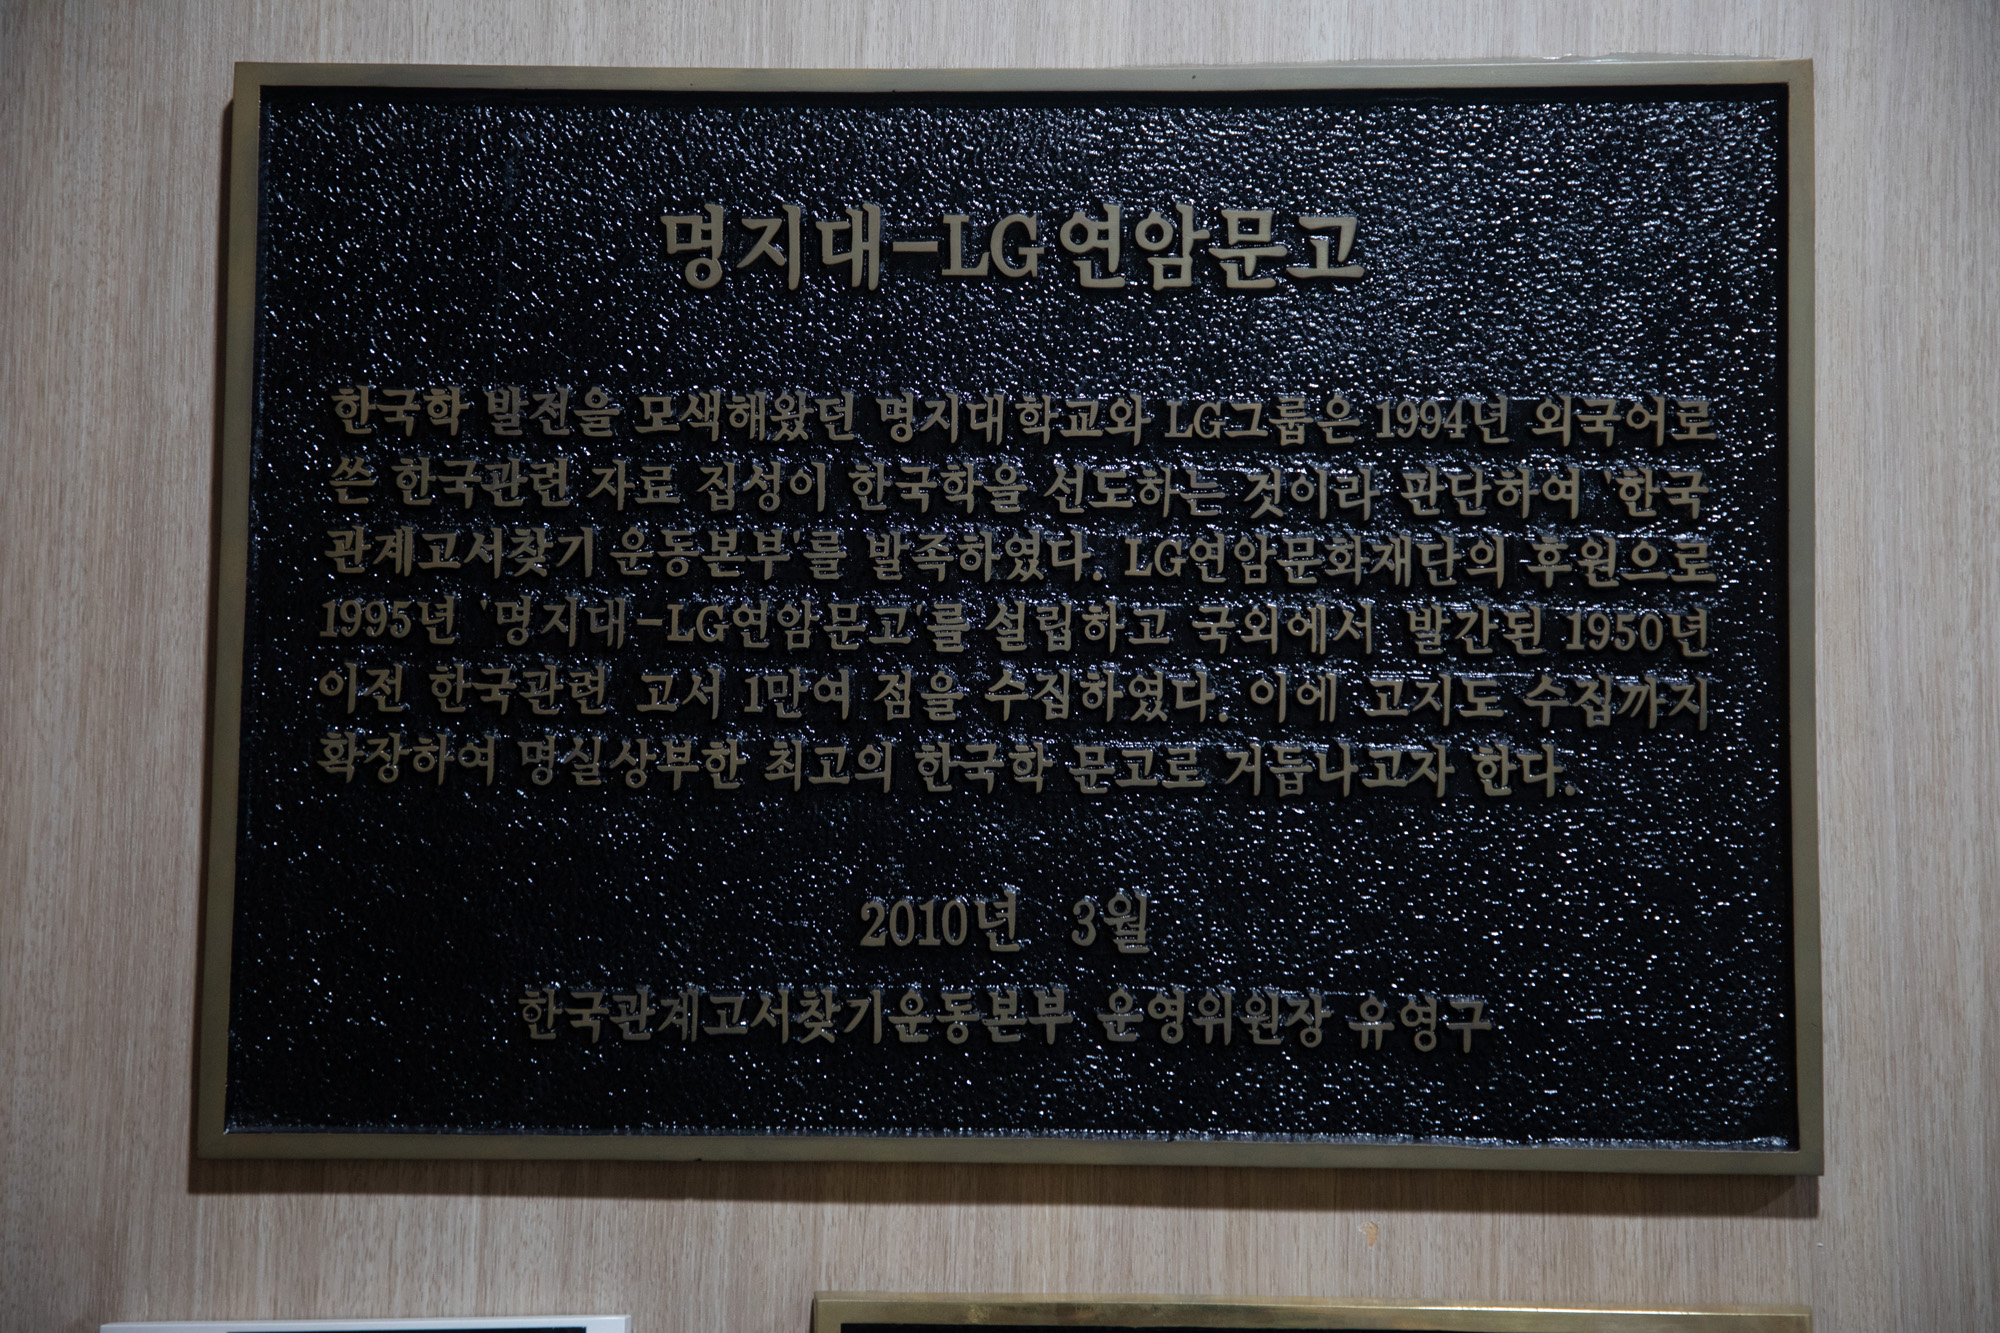 명지대-LG연암문고
한국학 발전을 모색해왔던 명지대학교와 LG그룹은 1994년 외국어로
쓴 한국관련 자료 집성이 한국학을 선도하는 것이라 판단하여 '한국
관계고서찾기 운동본부'를 발족하였다. LG연암문화재단의 후원으로
1995년 '명지대-LG연암문고'를 설립하고 국외에서 발간된 1950년
이전 한국관련 고서 1만여 점을 수집하였다. 이에 고지도 수집까지
확장하여 명실상부한 최고의 한국학 문고로 거듭나고자 한다.
2010년 3월
한국관계고서찾기운동본부 운영위원장 유영구